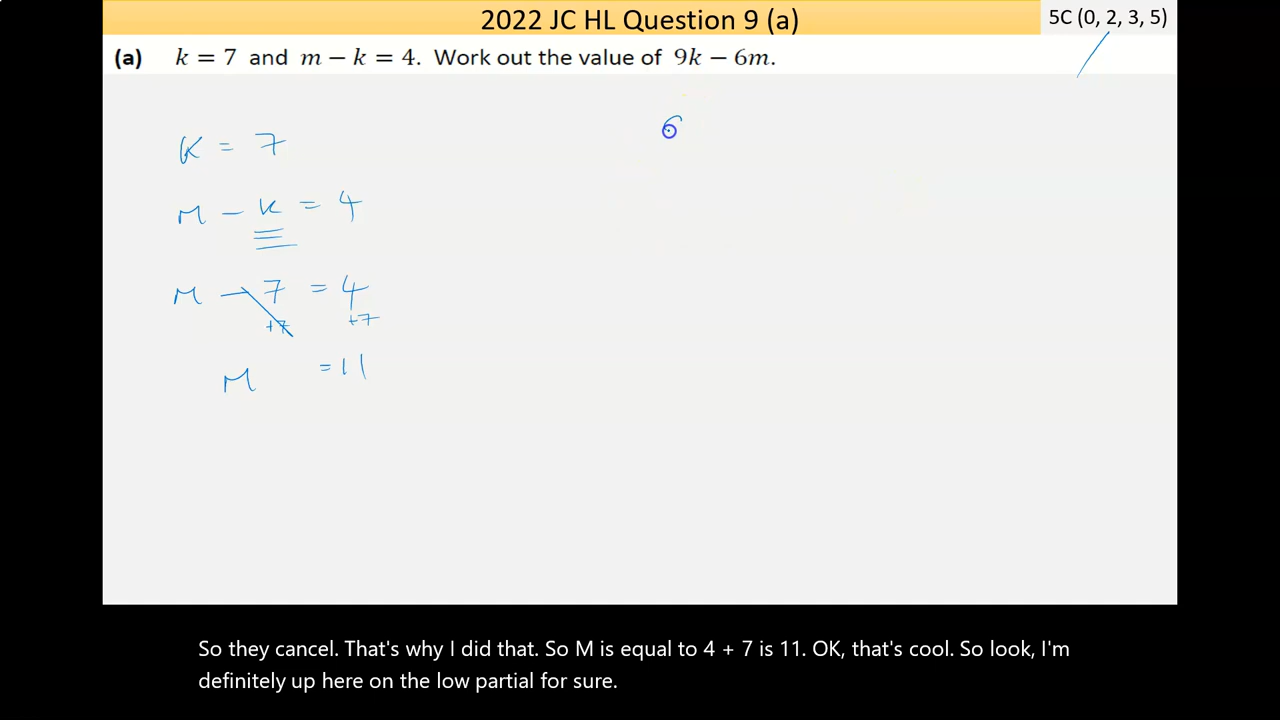 2022 JC HL Question 9 (a)
5C (0, 2, 3, 5)
(a) k = 7 and m − k = 4. Work out the value of 9k − 6m.
K = 7
M - K = 4
M - 7 = 4
+7 +7
M = 11
So they cancel. That's why I did that. So M is equal to 4 + 7 is 11. OK, that's cool. So look, I'm
definitely up here on the low partial for sure.